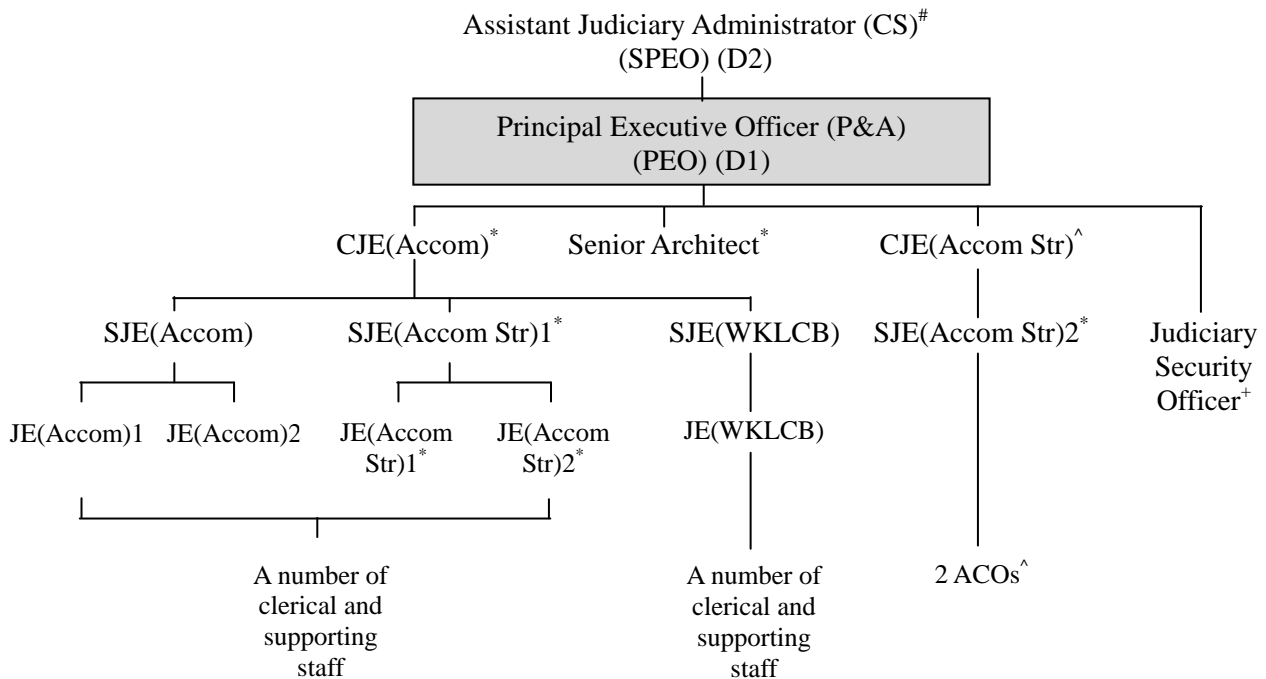 Assistant Judiciary Administrator (CS)#
(SPEO) (D2)
Principal Executive Officer (P&A)
(PEO) (D1)
CJE(Accom)*
Senior Architect*
CJE(Accom Str)^
SJE(Accom)
SJE(Accom Str)1*
SJE(WKLCB)
SJE(Accom Str)2*
Judiciary
Security
Officer+
JE(Accom)1
JE(Accom)2
JE(Accom
Str)1*
JE(Accom
Str)2*
JE(WKLCB)
A number of
clerical and
supporting
staff
A number of
clerical and
supporting
staff
2 ACOs^